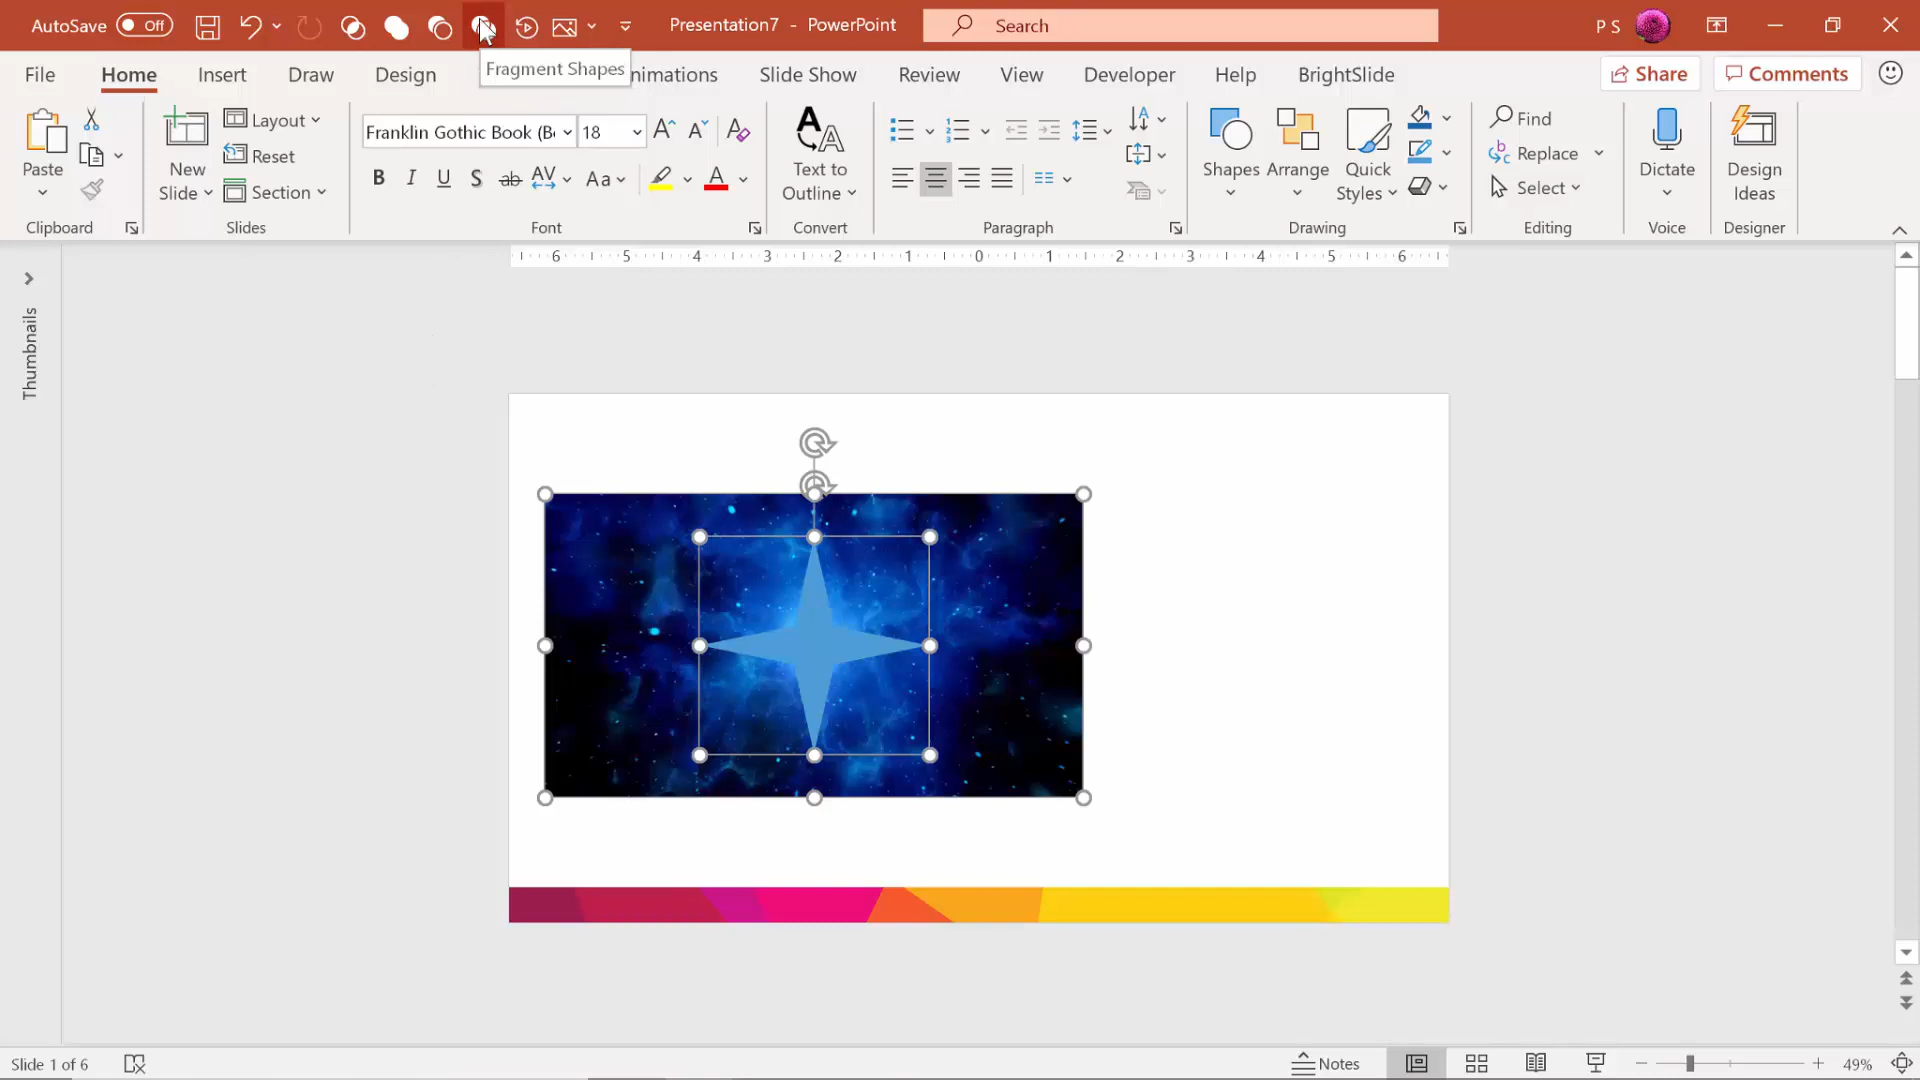 AutoSave Off Presentation7 - PowerPoint Search P S
Fragment Shapes
File Home Insert Draw Design nimations Slide Show Review View Developer Help BrightSlide Share Comments
Paste
Clipboard
New Slide
Layout
Reset
Section
Slides
Franklin Gothic Book (B 18
B I U S ab AV Aa A
Font
Text to Outline
Convert
Paragraph
Shapes
Arrange
Quick Styles
Drawing
Find
Replace
Select
Editing
Dictate
Voice
Design Ideas
Designer
6 5 4 3 2 1 0 1 2 3 4 5 6
Thumbnails
Slide 1 of 6 Notes 49%